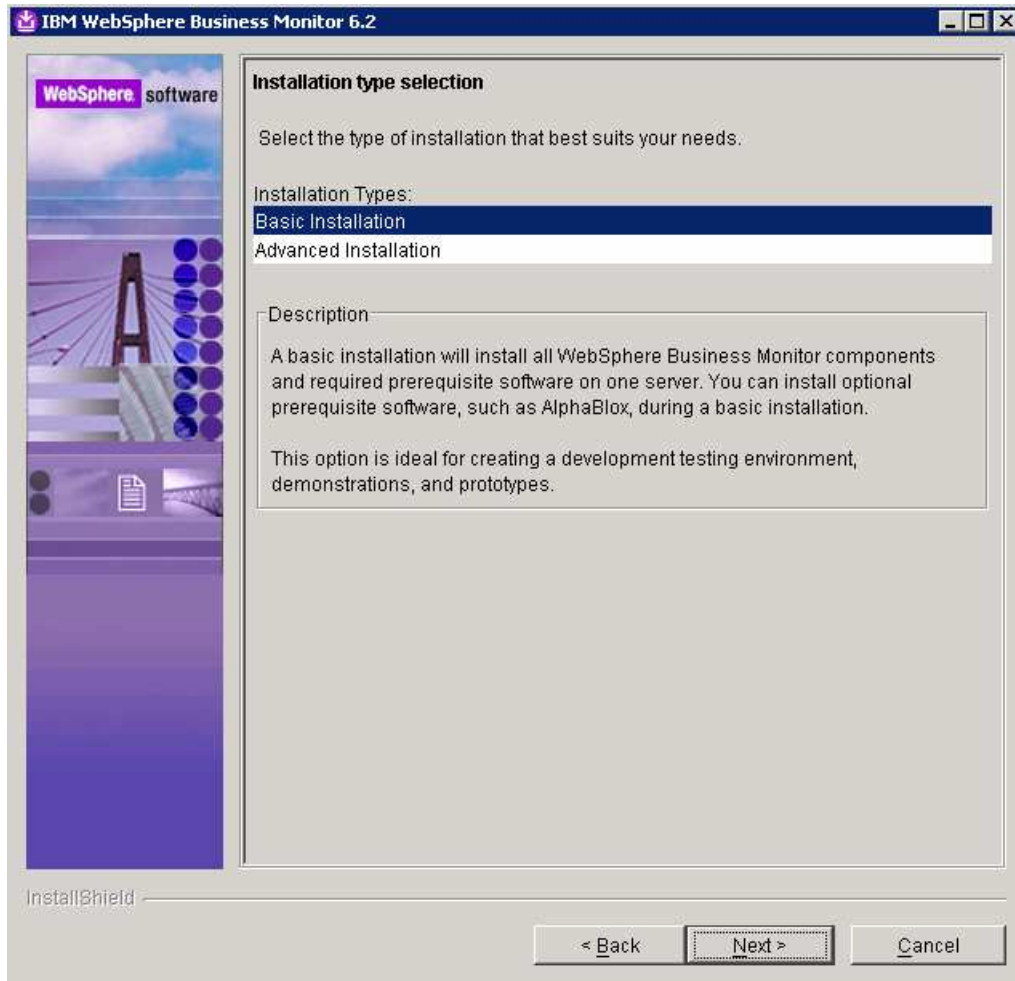 IBM WebSphere Business Monitor 6.2
WebSphere. software
Installation type selection
Select the type of installation that best suits your needs.
Installation Types:
Basic Installation
Advanced Installation
Description
A basic installation will install all WebSphere Business Monitor components
and required prerequisite software on one server. You can install optional
prerequisite software, such as AlphaBlox, during a basic installation.
This option is ideal for creating a development testing environment,
demonstrations, and prototypes.
InstallShield
< Back
Next >
Cancel